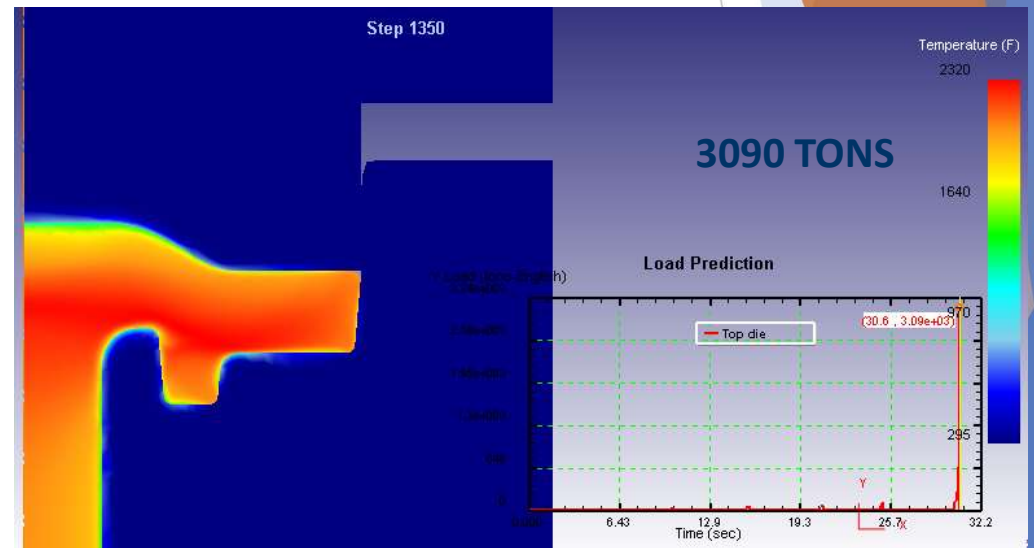 Step 1350
Temperature (F)
2320
3090 TONS
1640
Load Prediction
(30.6 , 3.09e+03)
970
Top die
295
Y
X
0.000
6.43
12.9
19.3
25.7
32.2
Time (sec)